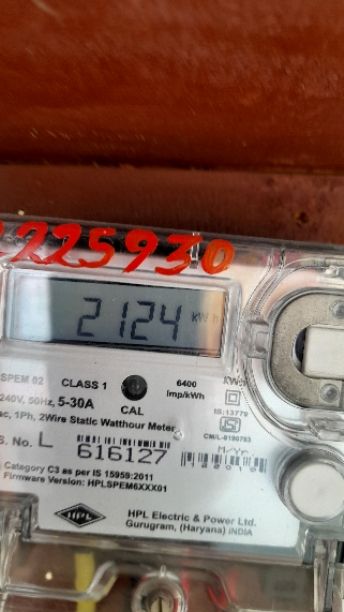 225930
2124 kWh
SPEM 02 CLASS 1 6400 imp/kWh
240V, 50Hz, 5-30A CAL IS:13779
ac, 1Ph, 2Wire Static Watthour Meter
S. No. L 616127
Category C3 as per IS 15959:2011
Firmware Version: HPLSPEM6XXX01
HPL
HPL Electric & Power Ltd.
Gurugram, (Haryana) INDIA